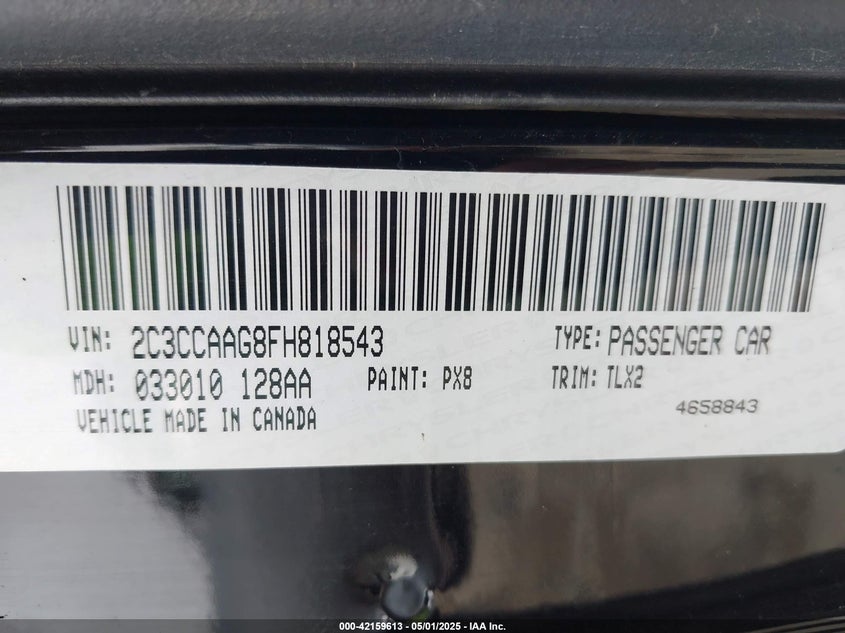 VIN: 2C3CCAAG8FH818543 TYPE: PASSENGER CAR
MDH: 033010 128AA PAINT: PX8 TRIM: TLX2
VEHICLE MADE IN CANADA 4658843
000-42159613 - 05/01/2025 - IAA Inc.